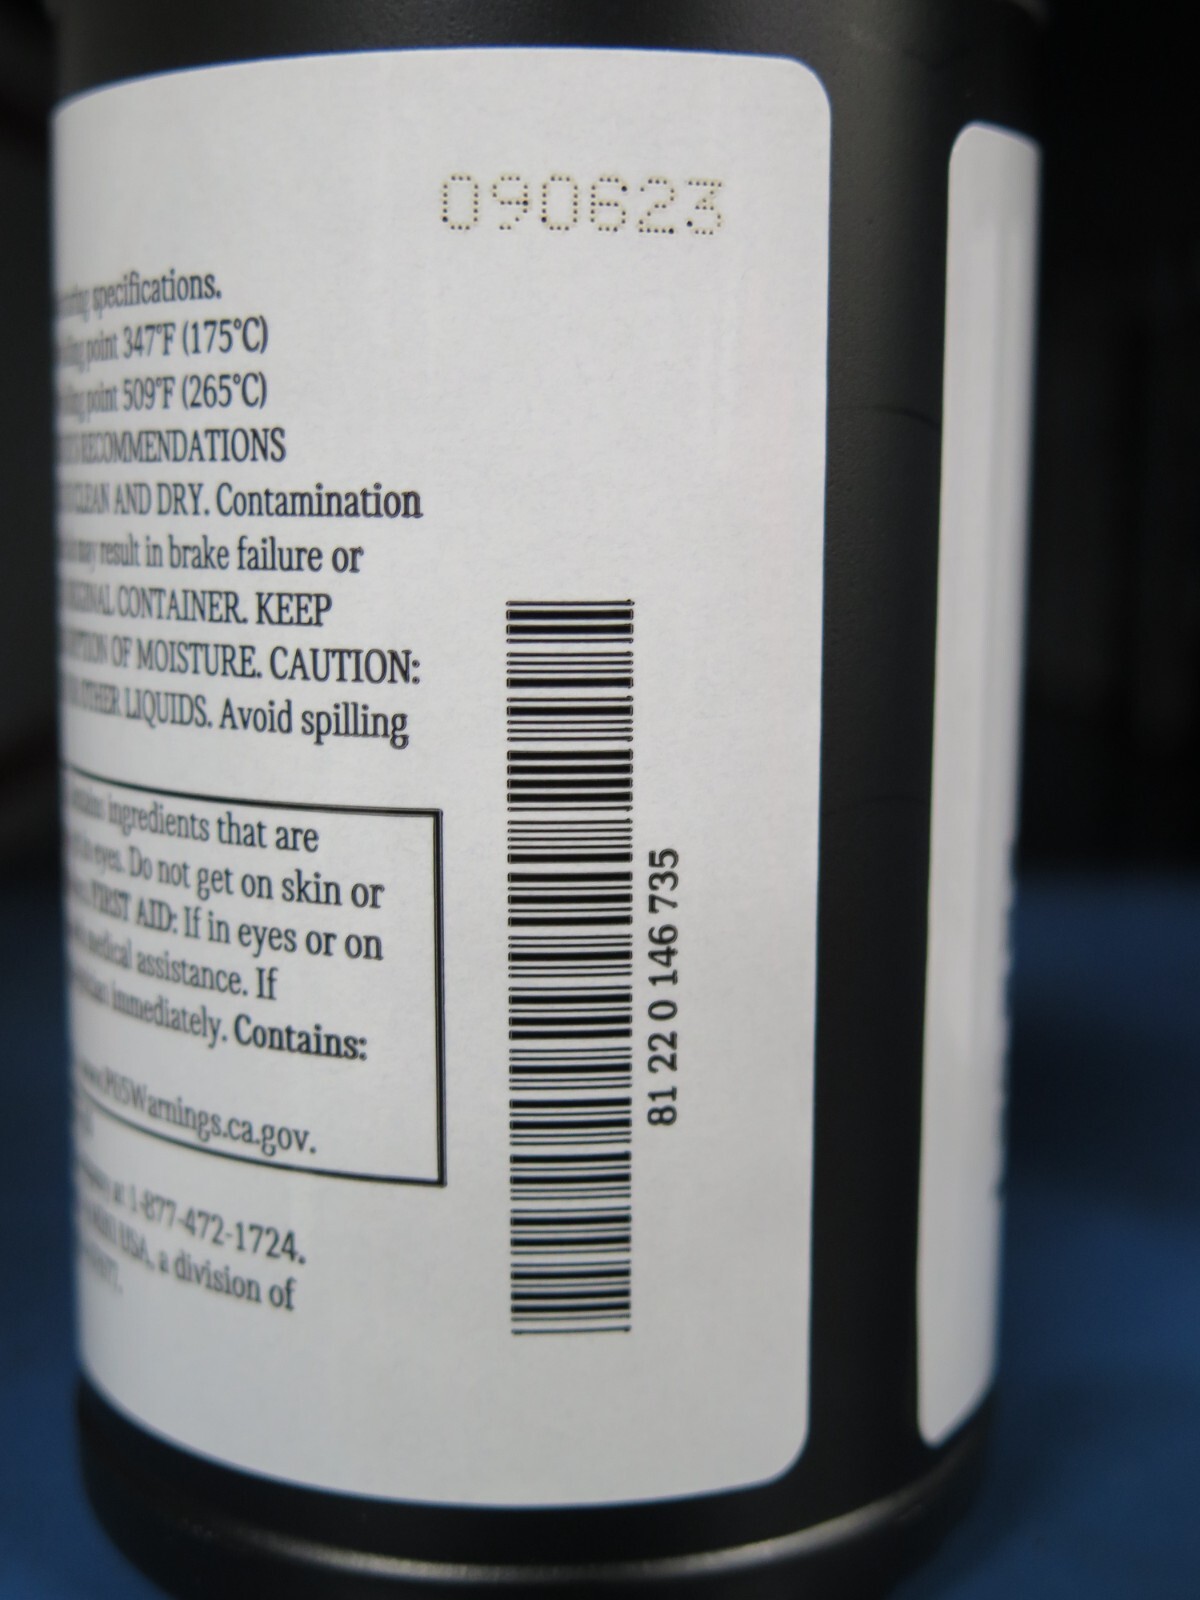 090623
specifications.
point 347°F (175°C)
point 509°F (265°C)
RECOMMENDATIONS
CLEAN AND DRY. Contamination
may result in brake failure or
ORIGINAL CONTAINER. KEEP
OF MOISTURE. CAUTION:
OTHER LIQUIDS. Avoid spilling
ingredients that are
eyes. Do not get on skin or
FIRST AID: If in eyes or on
medical assistance. If
immediately. Contains:
www.P65Warnings.ca.gov.
at 1-877-472-1724.
USA, a division of
81 22 0 146 735